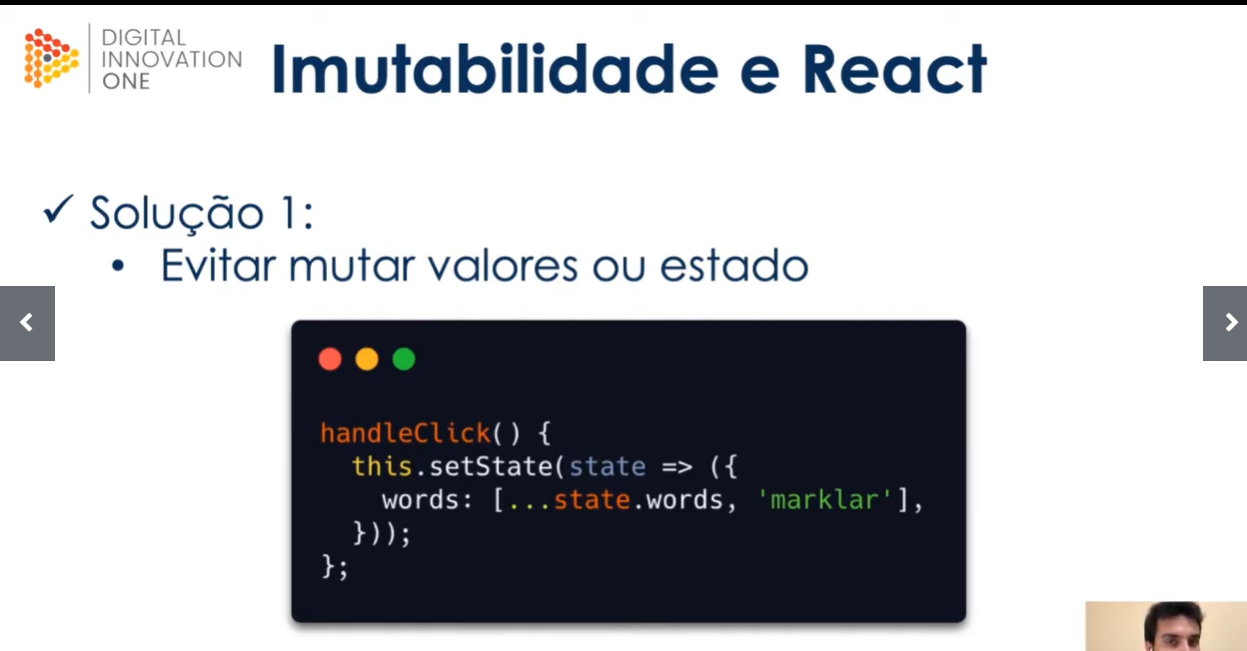 DIGITAL
INNOVATION
ONE
Imutabilidade e React
✓ Solução 1:
• Evitar mutar valores ou estado
handleClick() {
  this.setState(state => ({
    words: [...state.words, 'marklar'],
  }));
};